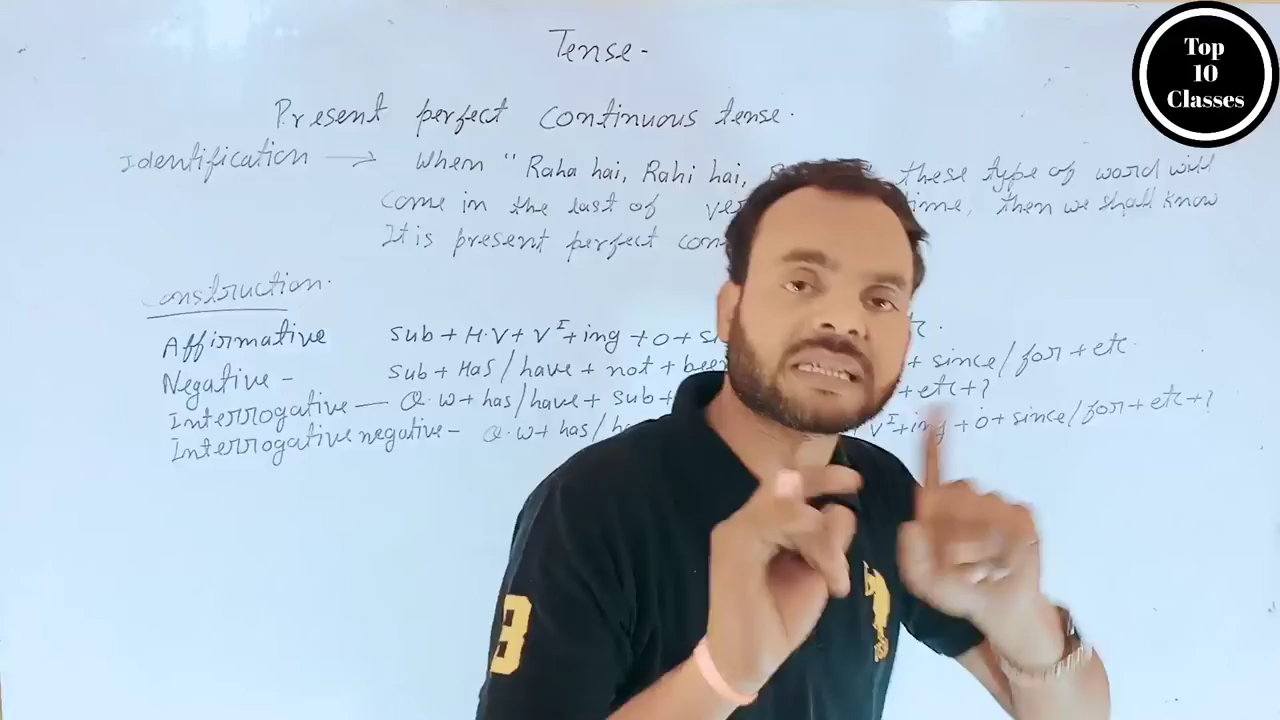 Tense-
Top
10
Classes
Present perfect continuous tense.
Identification → When " Raha hai, Rahi hai, these type of word will
come in the last of time, then we shall know
It is present perfect
Construction.
Affirmative sub + H.V + V^I + ing + o +
Negative - sub + Has/have + not + been + since/for + etc.
Interrogative — Q.w + has/have + sub + + etc + ?
Interrogative negative - Q.w + has/ V^I + ing + o + since/for + etc + ?
3